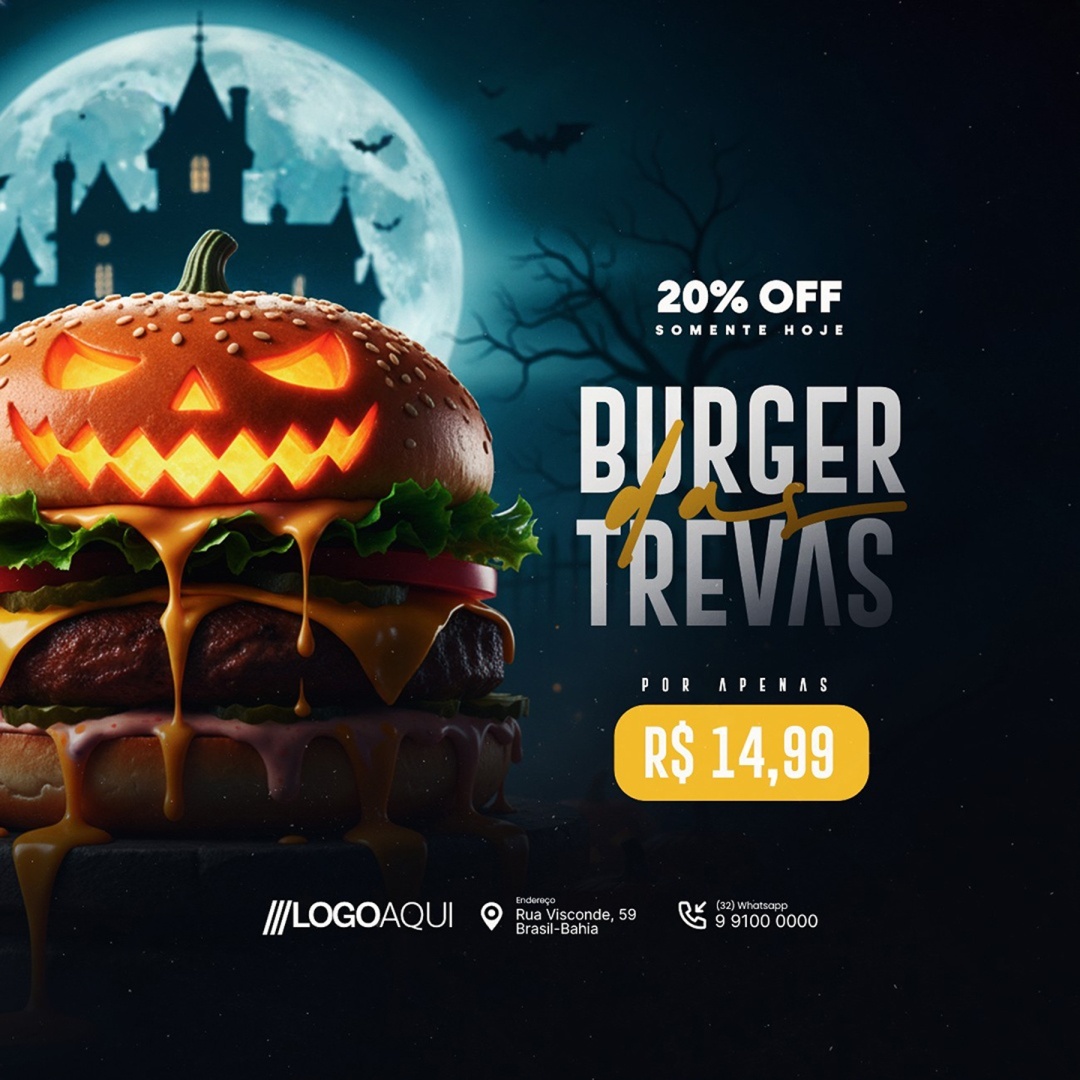 20% OFF
SOMENTE HOJE
BURGER
das
TREVAS
POR APENAS
R$ 14,99
LOGOAQUI
Endereço
Rua Visconde, 59
Brasil-Bahia
(32) Whatsapp
9 9100 0000